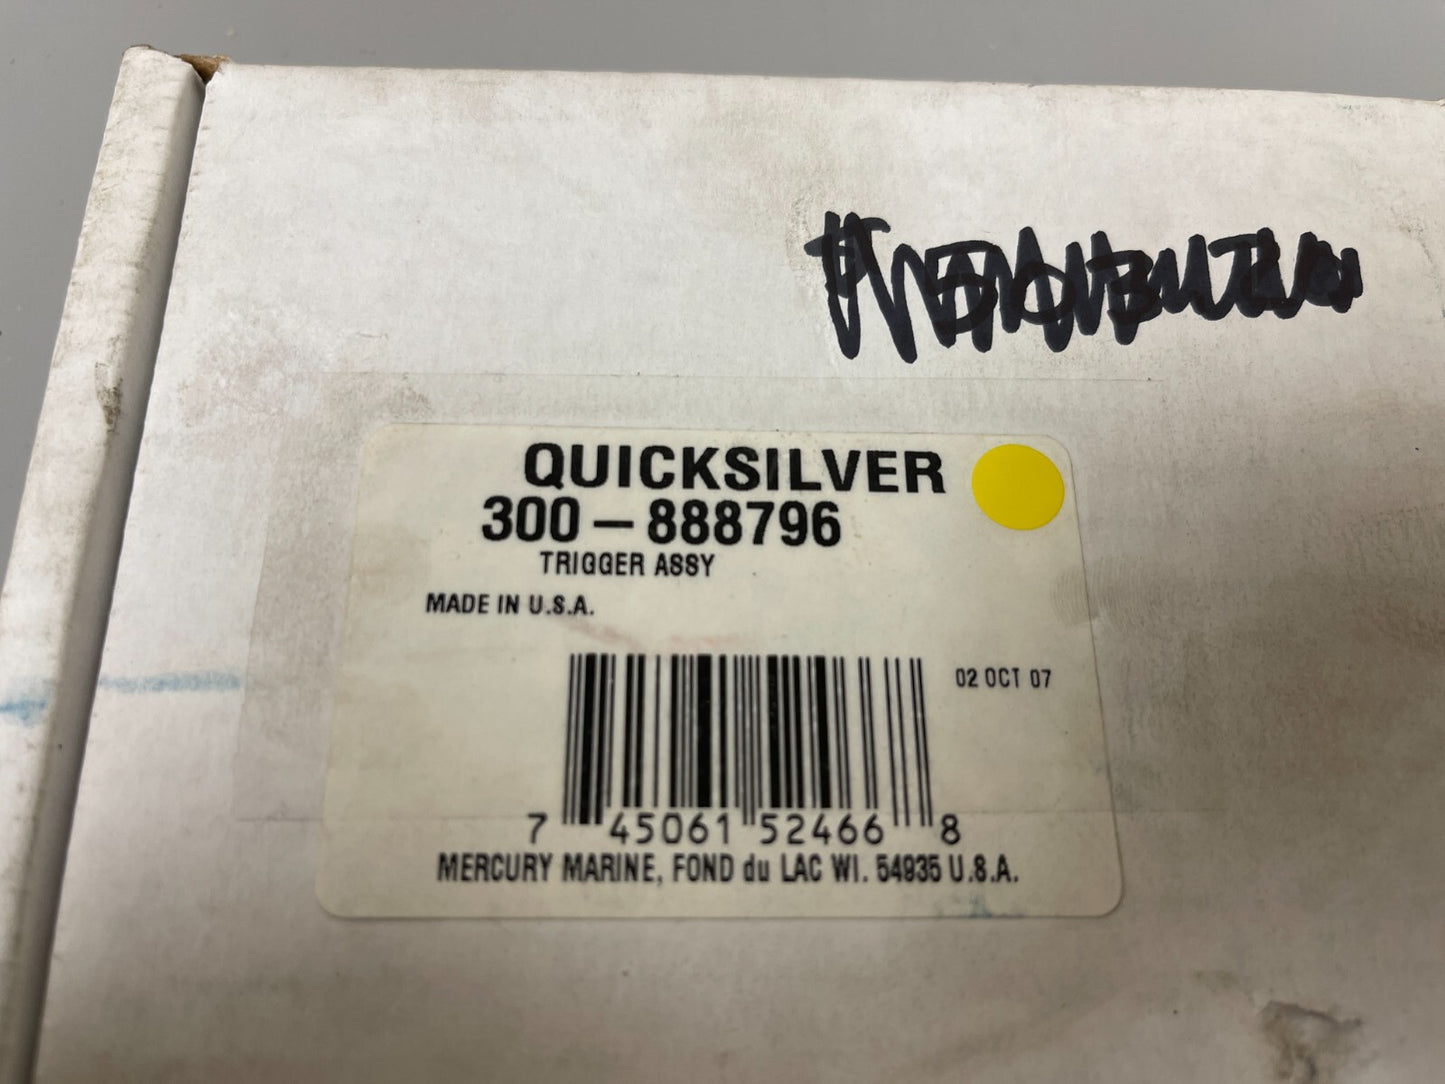 QUICKSILVER
300-888796
TRIGGER ASSY
MADE IN U.S.A.
02 OCT 07
7 45061 52466 8
MERCURY MARINE, FOND du LAC WI. 54935 U.S.A.